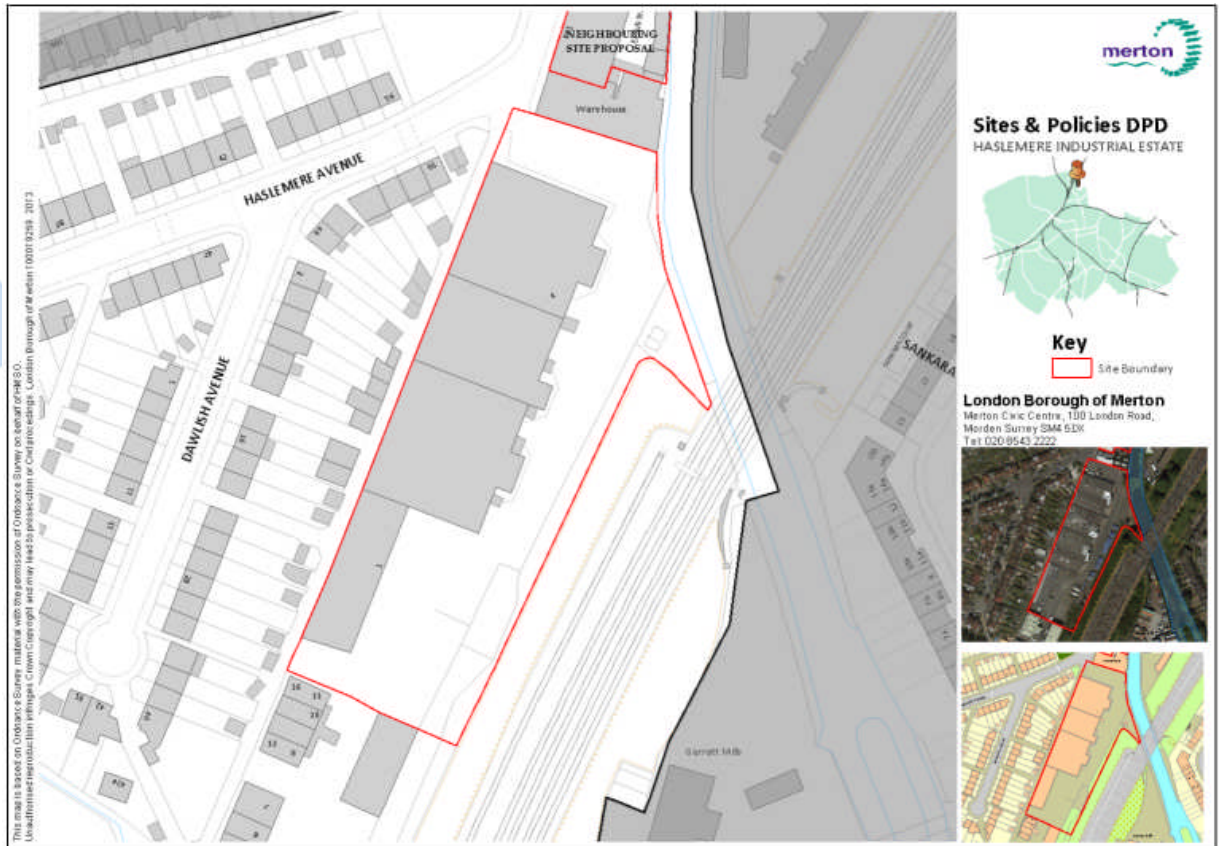 NEIGHBOURING
SITE PROPOSAL
Warehouse
HASLEMERE AVENUE
DAWLISH AVENUE
SANKARA
Garratt Mills
merton
Sites & Policies DPD
HASLEMERE INDUSTRIAL ESTATE
Key
Site Boundary
London Borough of Merton
Merton Civic Centre, 100 London Road,
Morden Surrey SM4 5DX
Tel: 020 8543 2222
This map is based on Ordnance Survey material with the permission of Ordnance Survey on behalf of HMSO.
Unauthorised reproduction infringes Crown Copyright and may lead to prosecution or Civil proceedings. London Borough of Merton 100019259. 2013.